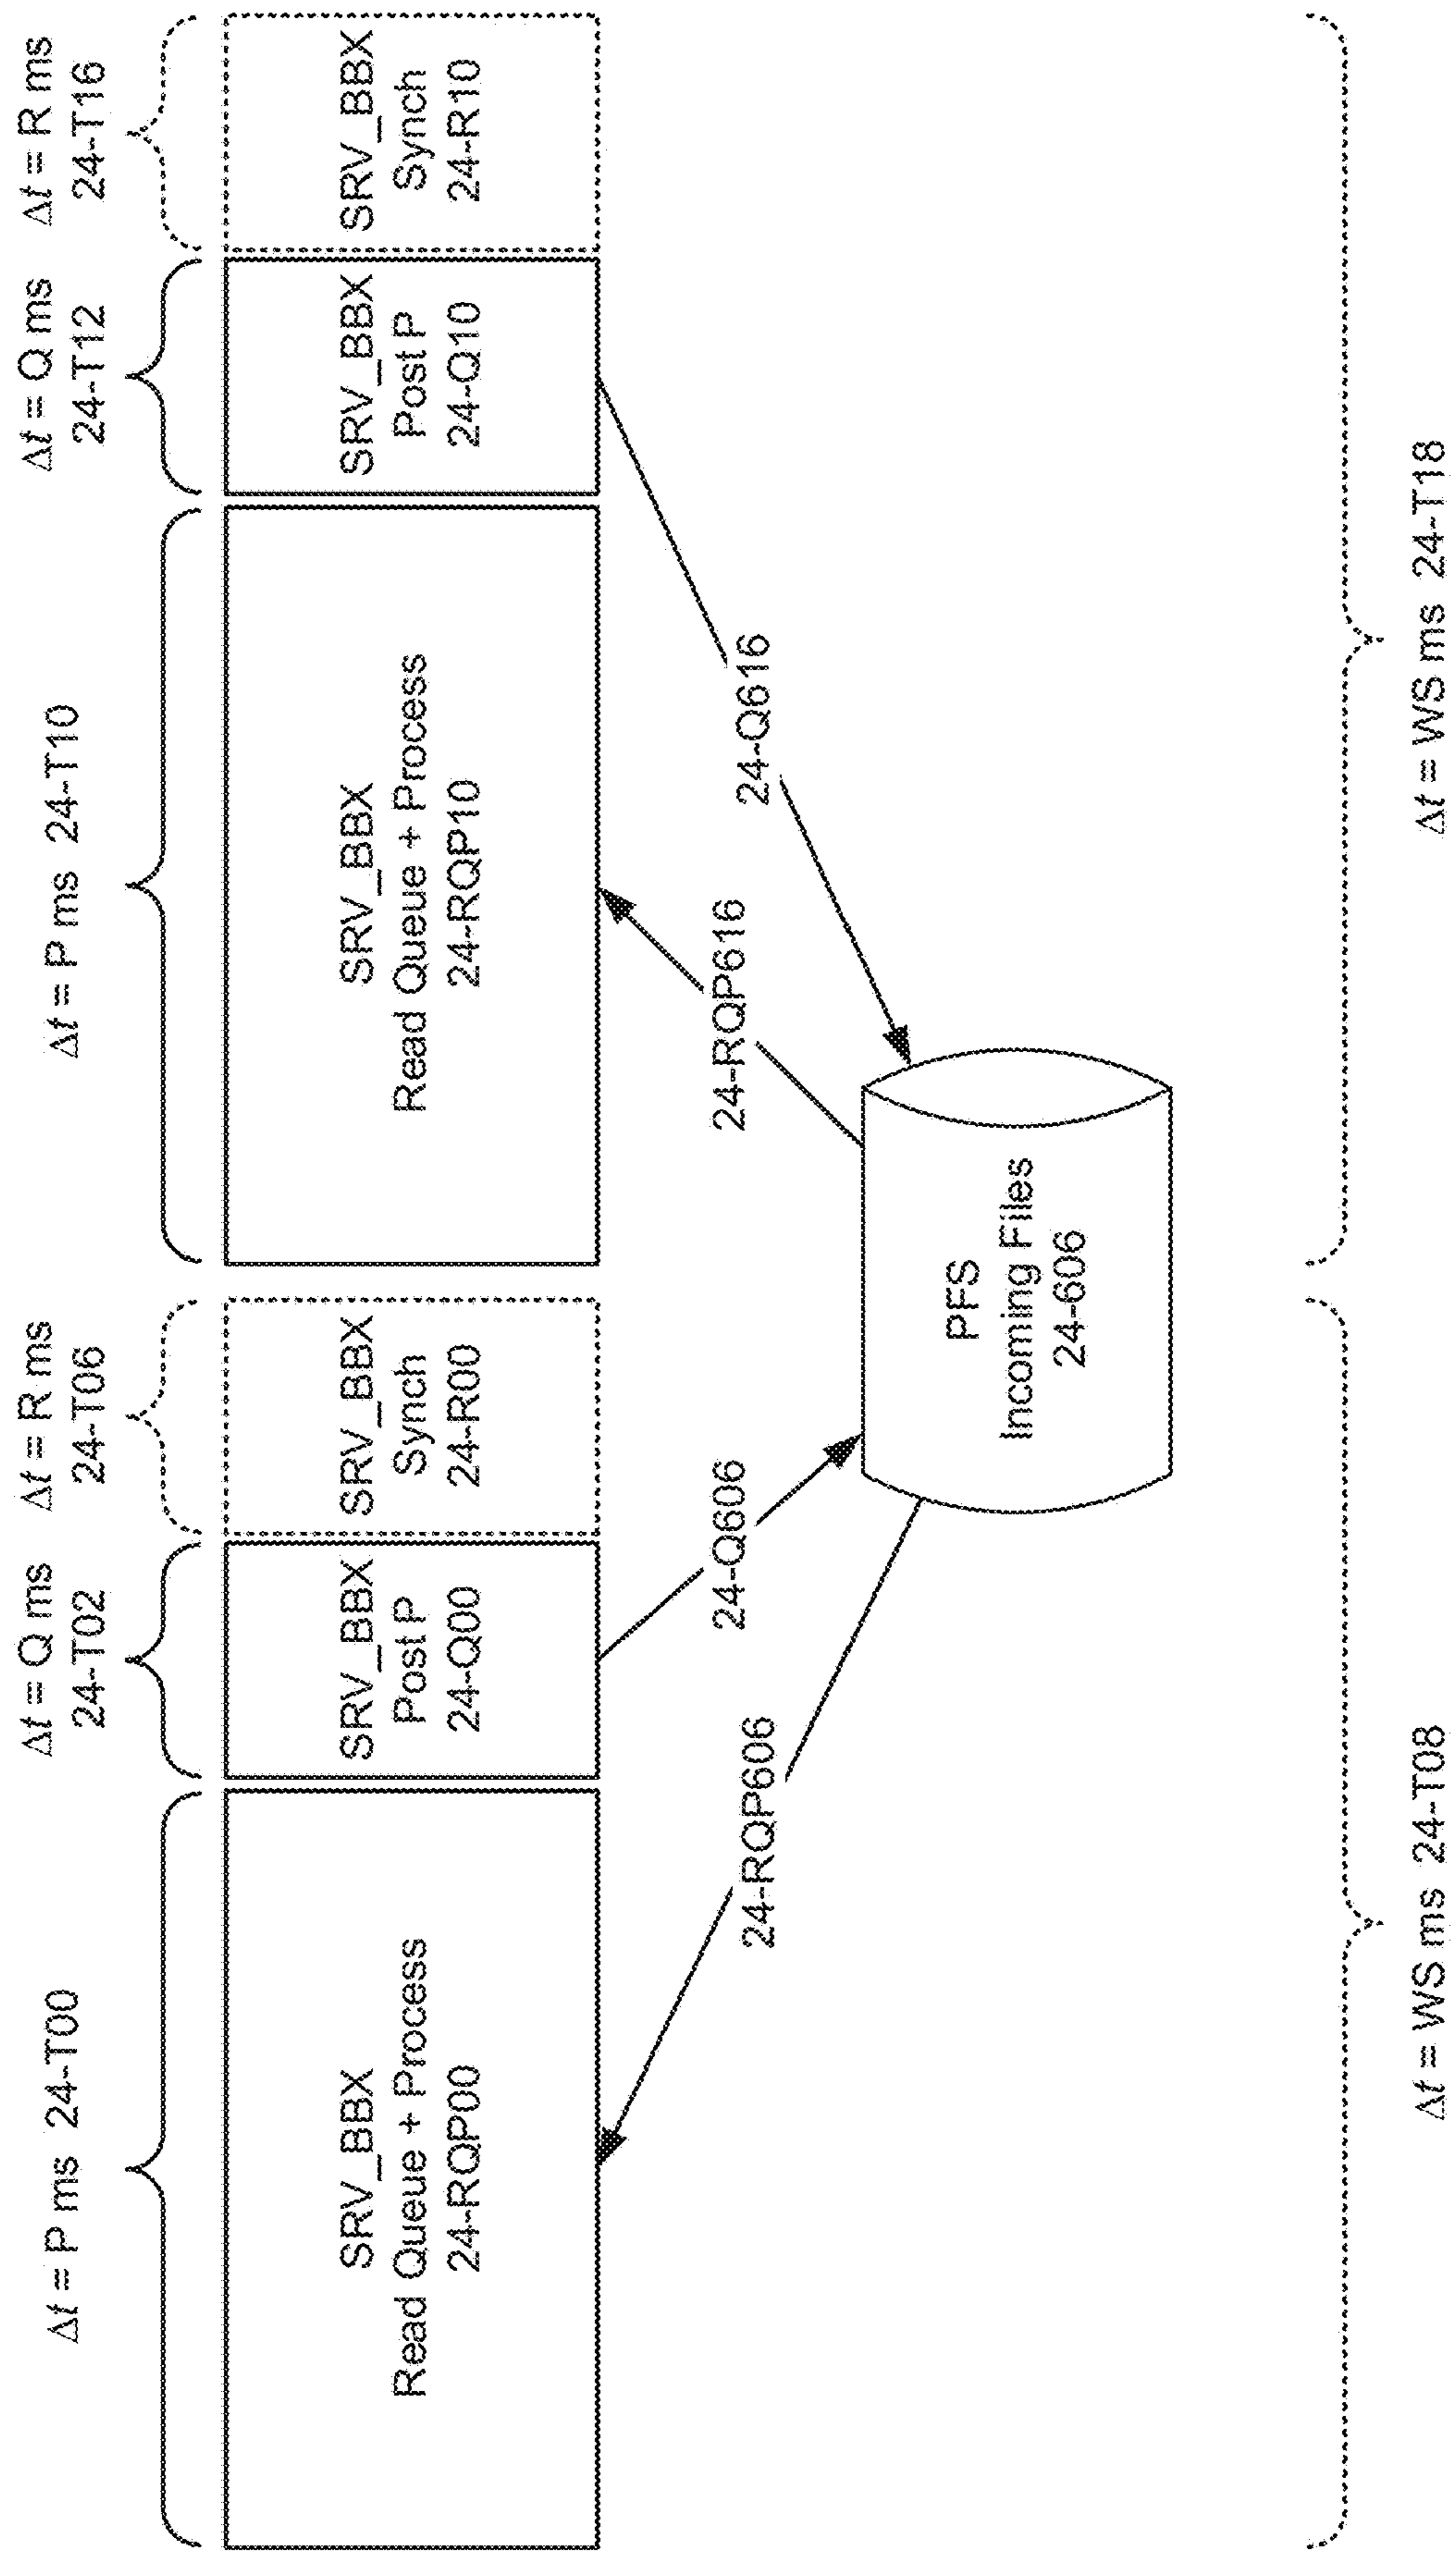 Δt = P ms 24-T00
Δt = Q ms
24-T02
Δt = R ms
24-T06
Δt = P ms 24-T10
Δt = Q ms
24-T12
Δt = R ms
24-T16
SRV_BBX
Read Queue + Process
24-RQP00
SRV_BBX
Post P
24-Q00
SRV_BBX
Synch
24-R00
SRV_BBX
Read Queue + Process
24-RQP10
SRV_BBX
Post P
24-Q10
SRV_BBX
Synch
24-R10
24-RQP606
24-Q606
24-RQP616
24-Q616
PFS
Incoming Files
24-606
Δt = WS ms 24-T08
Δt = WS ms 24-T18